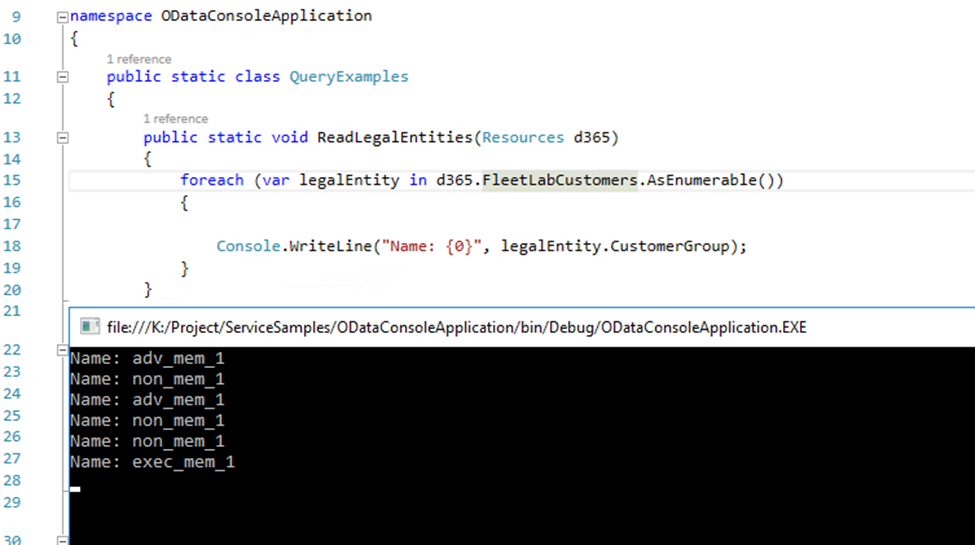 9 namespace ODataConsoleApplication
10 {
1 reference
11 public static class QueryExamples
12 {
1 reference
13 public static void ReadLegalEntities(Resources d365)
14 {
15 foreach (var legalEntity in d365.FleetLabCustomers.AsEnumerable())
16 {
17
18 Console.WriteLine("Name: {0}", legalEntity.CustomerGroup);
19 }
20 }
21
file:///K:/Project/ServiceSamples/ODataConsoleApplication/bin/Debug/ODataConsoleApplication.EXE
22 Name: adv_mem_1
23 Name: non_mem_1
24 Name: adv_mem_1
25 Name: non_mem_1
26 Name: non_mem_1
27 Name: exec_mem_1
28
29
30